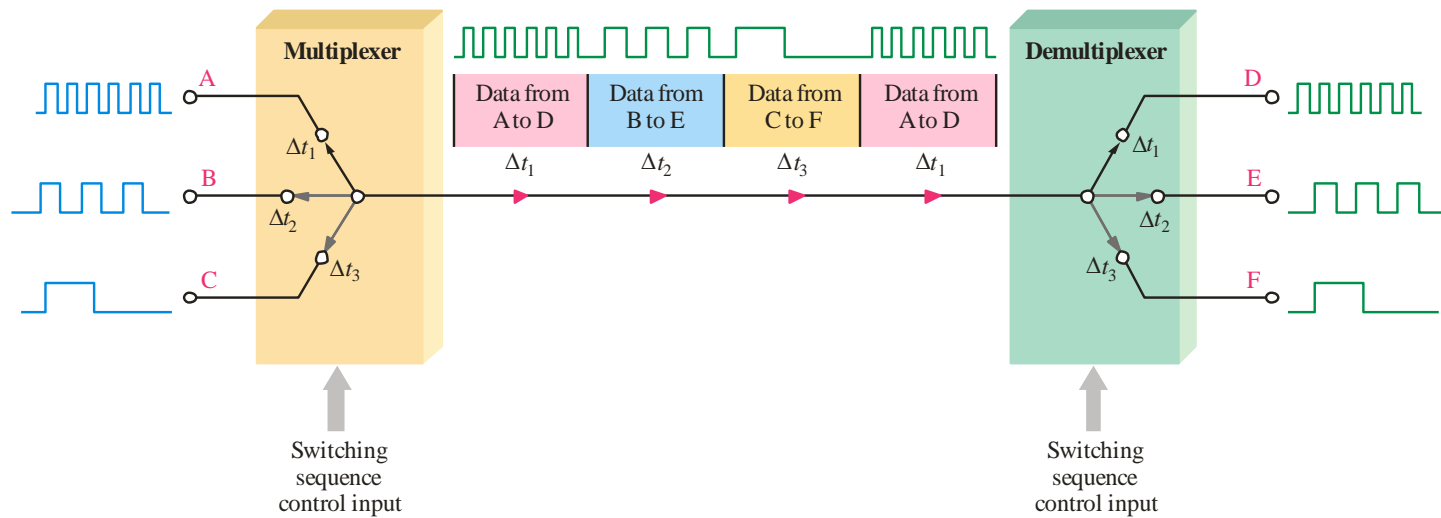 Multiplexer
Demultiplexer
A
B
C
Δt₁
Δt₂
Δt₃
Data from
A to D
Data from
B to E
Data from
C to F
Data from
A to D
Δt₁
Δt₂
Δt₃
Δt₁
D
E
F
Δt₁
Δt₂
Δt₃
Switching
sequence
control input
Switching
sequence
control input